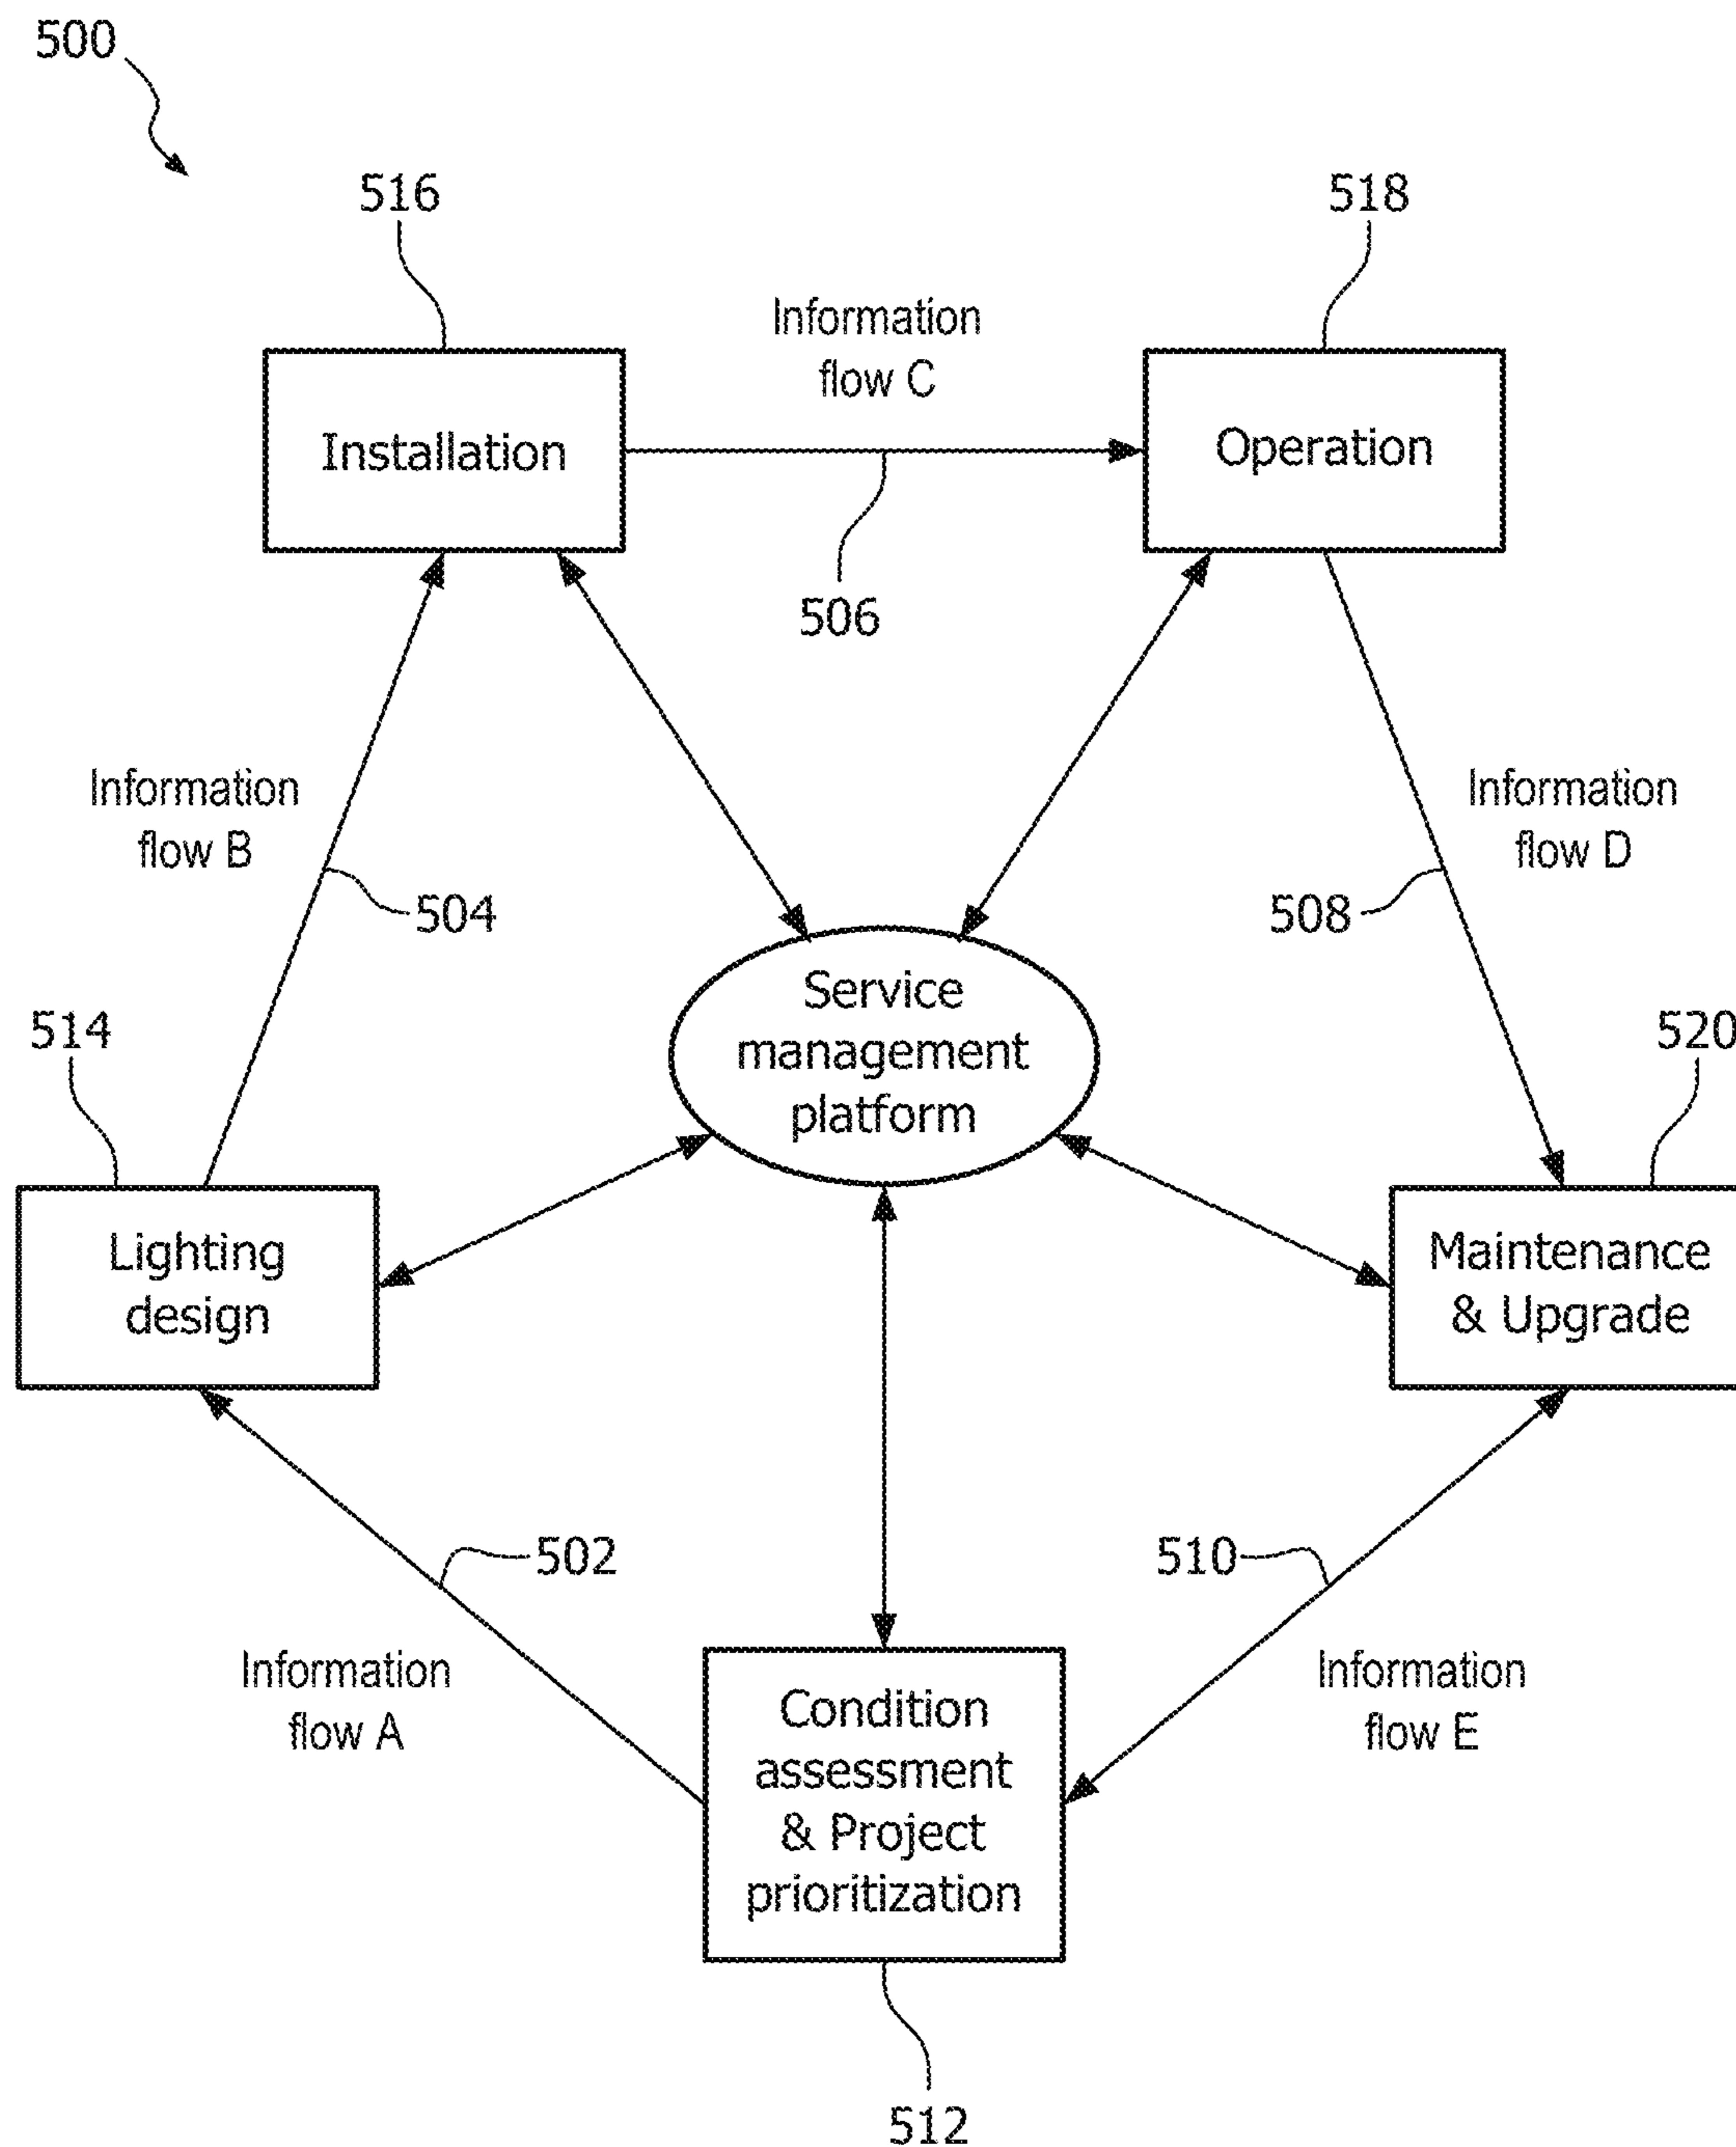 500
516
518
Information
flow C
Installation
Operation
506
Information
flow B
Information
flow D
504
508
Service
management
platform
514
520
Lighting
design
Maintenance
& Upgrade
502
510
Information
flow A
Information
flow E
Condition
assessment
& Project
prioritization
512